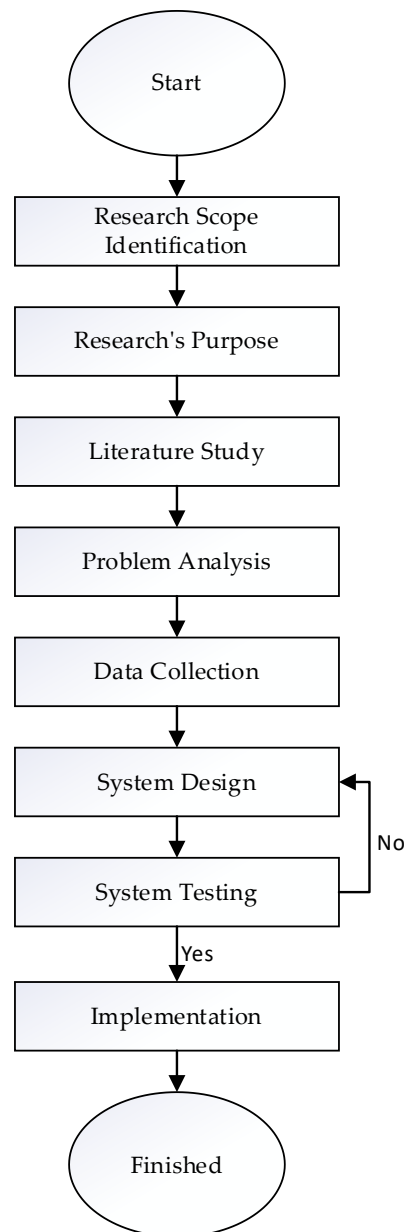 Start
Research Scope
Identification
Research's Purpose
Literature Study
Problem Analysis
Data Collection
System Design
No
System Testing
Yes
Implementation
Finished